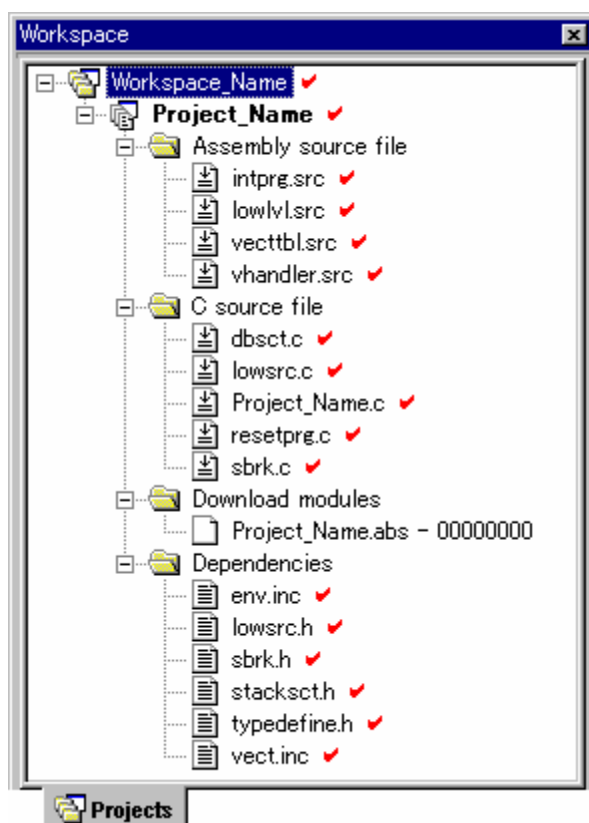 Workspace
Workspace_Name
Project_Name
Assembly source file
intprg.src
lowlvl.src
vecttbl.src
vhandler.src
C source file
dbsct.c
lowsrc.c
Project_Name.c
resetprg.c
sbrk.c
Download modules
Project_Name.abs - 00000000
Dependencies
env.inc
lowsrc.h
sbrk.h
stacksct.h
typedefine.h
vect.inc
Projects